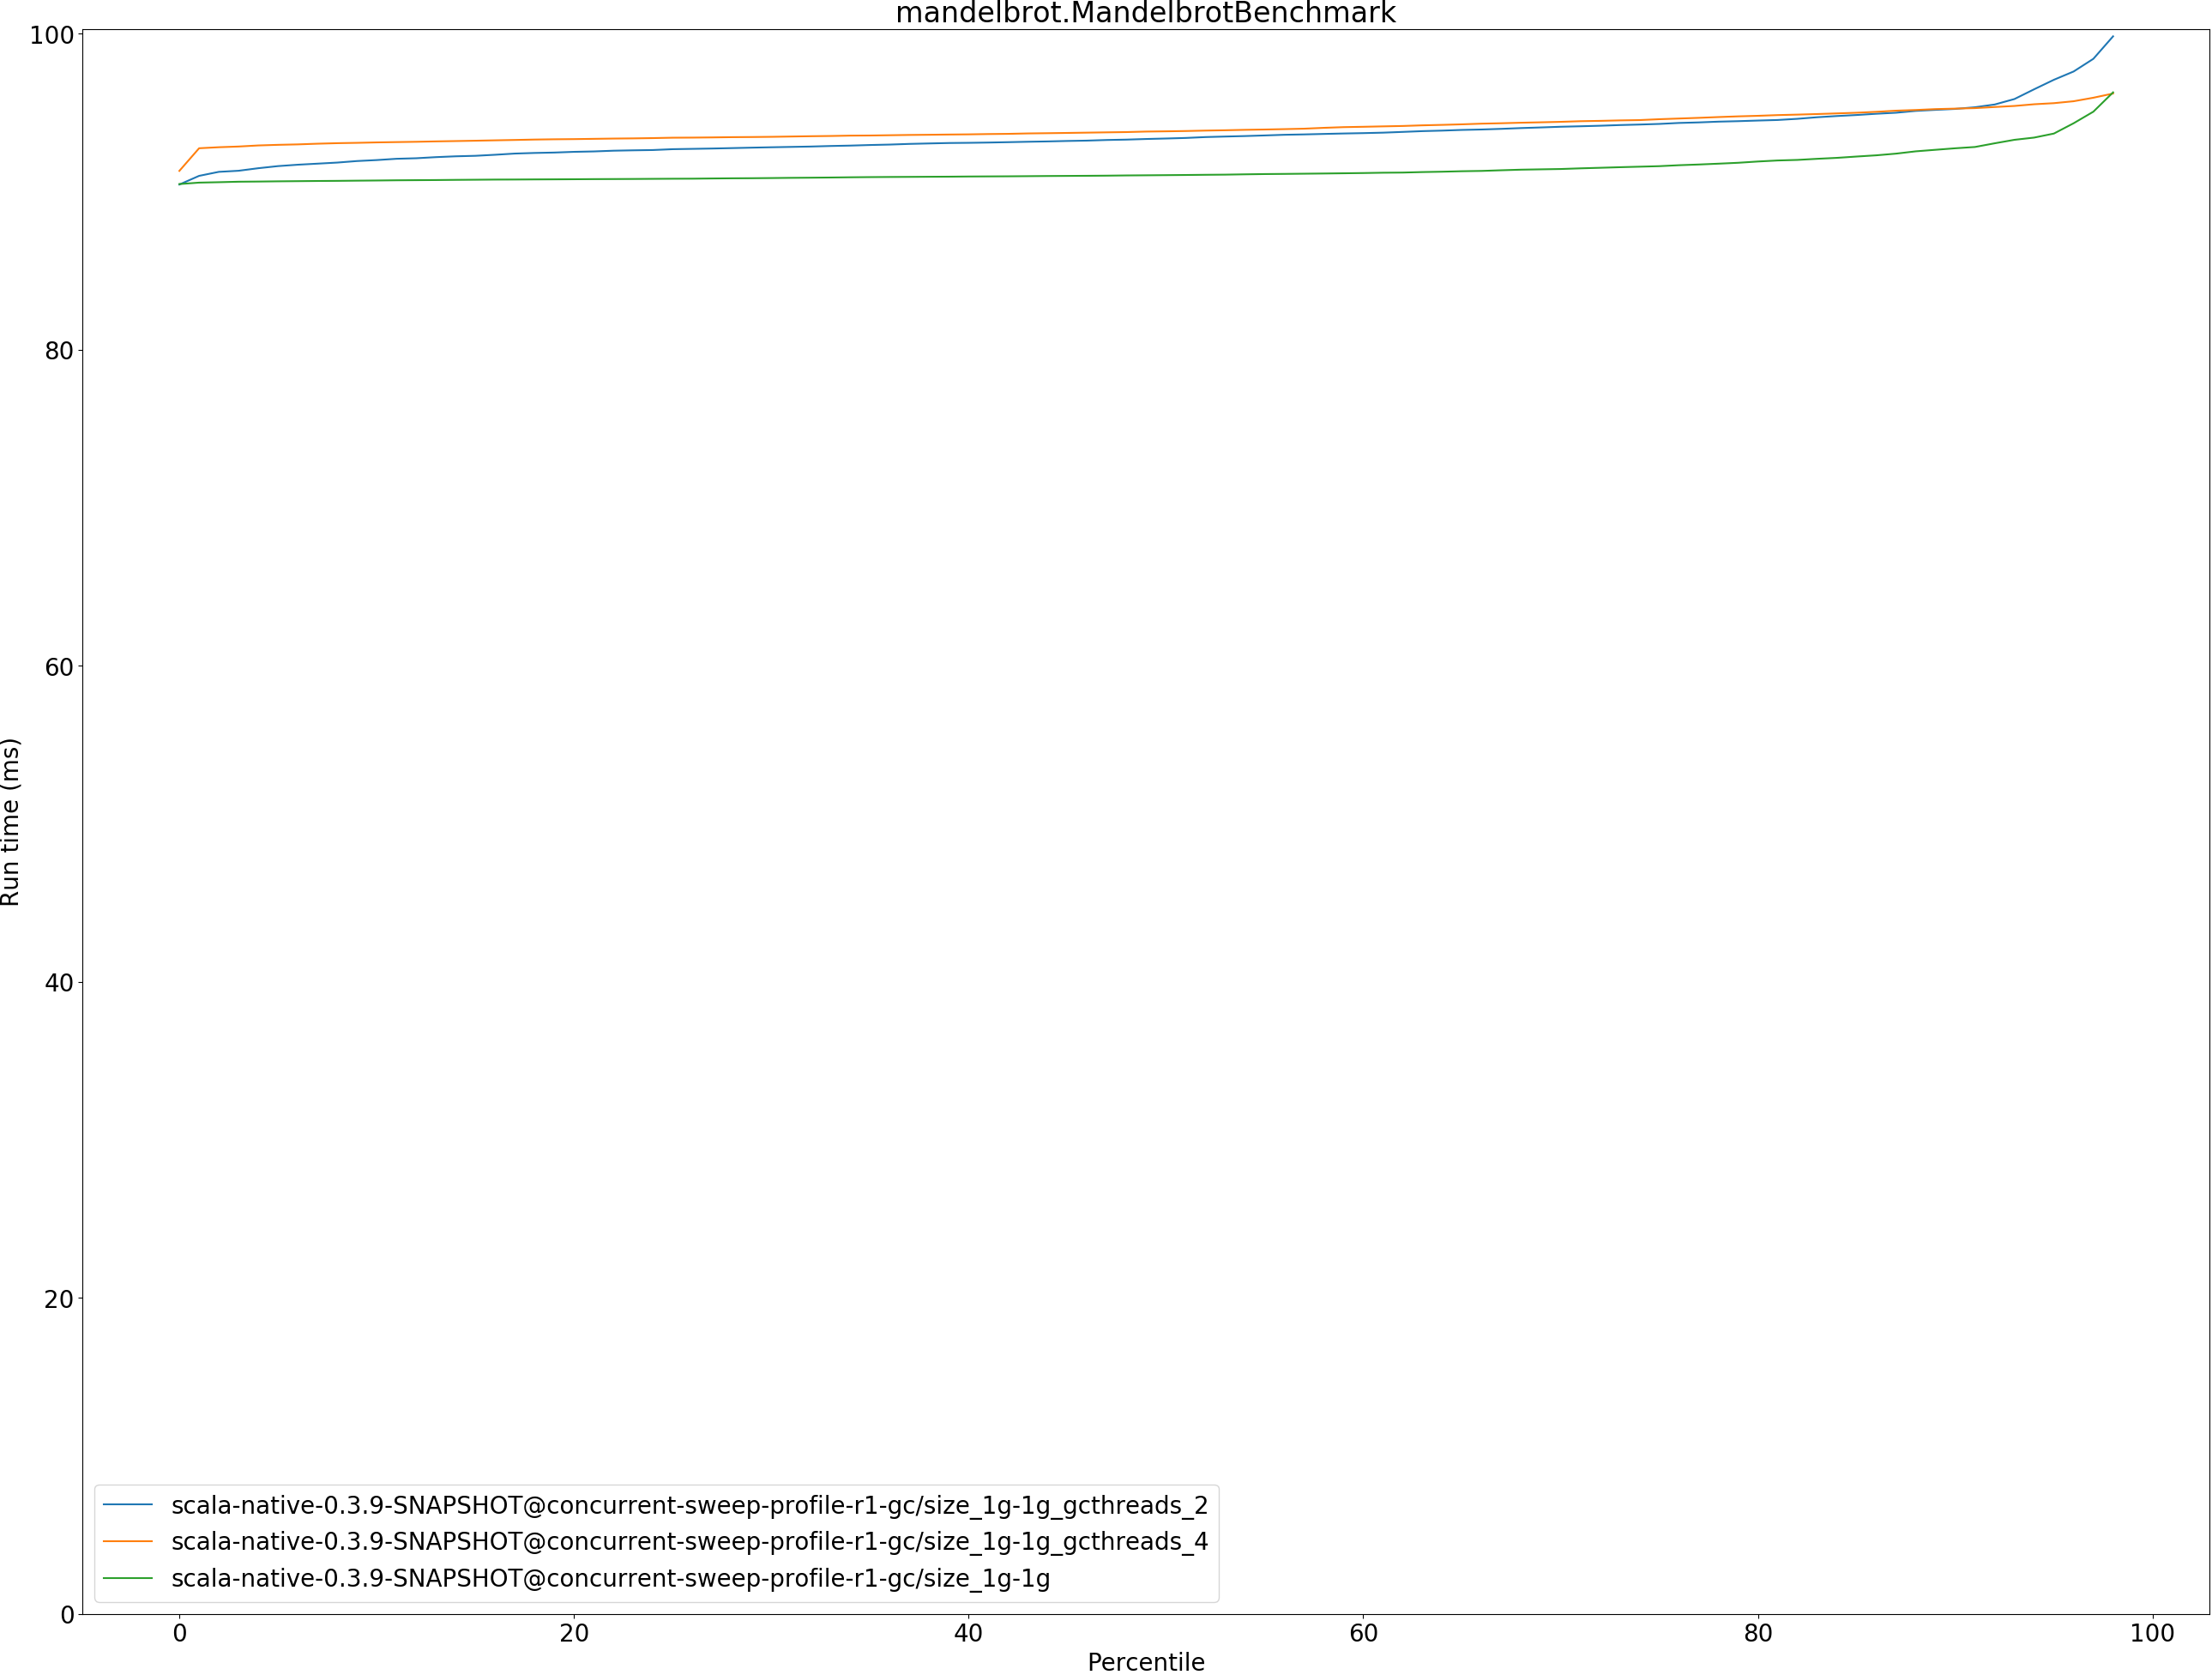 mandelbrot.MandelbrotBenchmark
100
80
60
40
20
0
Run time (ms)
scala-native-0.3.9-SNAPSHOT@concurrent-sweep-profile-r1-gc/size_1g-1g_gcthreads_2
scala-native-0.3.9-SNAPSHOT@concurrent-sweep-profile-r1-gc/size_1g-1g_gcthreads_4
scala-native-0.3.9-SNAPSHOT@concurrent-sweep-profile-r1-gc/size_1g-1g
0 20 40 60 80 100
Percentile